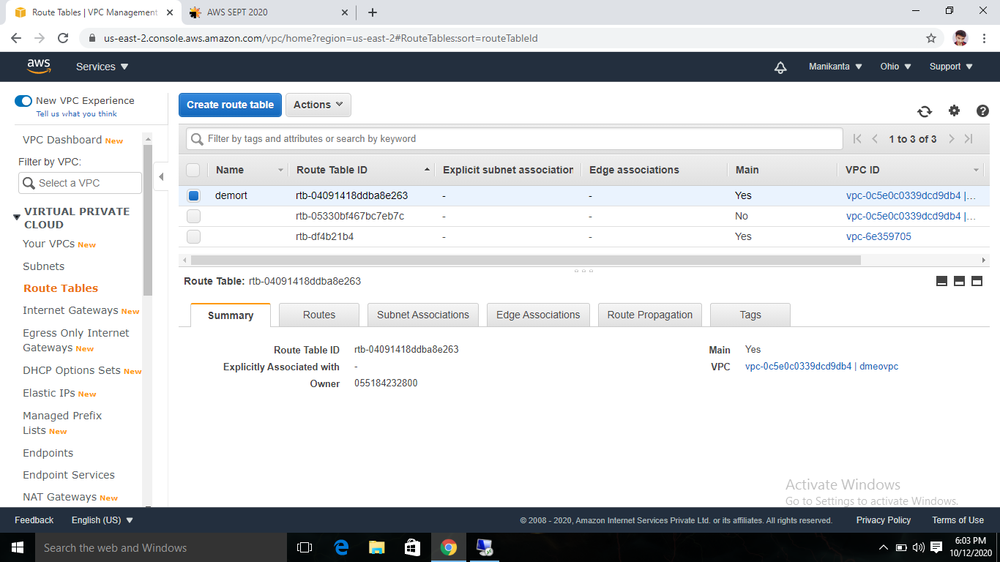 Route Tables | VPC Management
AWS SEPT 2020
us-east-2.console.aws.amazon.com/vpc/home?region=us-east-2#RouteTables:sort=routeTableId
aws
Services
Manikanta
Ohio
Support
New VPC Experience
Tell us what you think
VPC Dashboard New
Filter by VPC:
Select a VPC
VIRTUAL PRIVATE
CLOUD
Your VPCs New
Subnets
Route Tables
Internet Gateways New
Egress Only Internet
Gateways New
DHCP Options Sets New
Elastic IPs New
Managed Prefix
Lists New
Endpoints
Endpoint Services
NAT Gateways New
Create route table
Actions
Filter by tags and attributes or search by keyword
1 to 3 of 3
Name Route Table ID Explicit subnet association Edge associations Main VPC ID
demort rtb-04091418ddba8e263 - - Yes vpc-0c5e0c0339dcd9db4 |...
rtb-05330bf467bc7eb7c - - No vpc-0c5e0c0339dcd9db4 |...
rtb-df4b21b4 - - Yes vpc-6e359705
Route Table: rtb-04091418ddba8e263
Summary Routes Subnet Associations Edge Associations Route Propagation Tags
Route Table ID rtb-04091418ddba8e263 Main Yes
Explicitly Associated with - VPC vpc-0c5e0c0339dcd9db4 | dmeovpc
Owner 055184232800
Activate Windows
Go to Settings to activate Windows.
Feedback English (US) © 2008 - 2020, Amazon Internet Services Private Ltd. or its affiliates. All rights reserved. Privacy Policy Terms of Use
Search the web and Windows
6:03 PM
10/12/2020